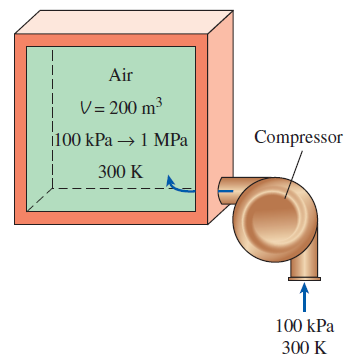 Air
V = 200 m³
100 kPa → 1 MPa
300 K
Compressor
100 kPa
300 K